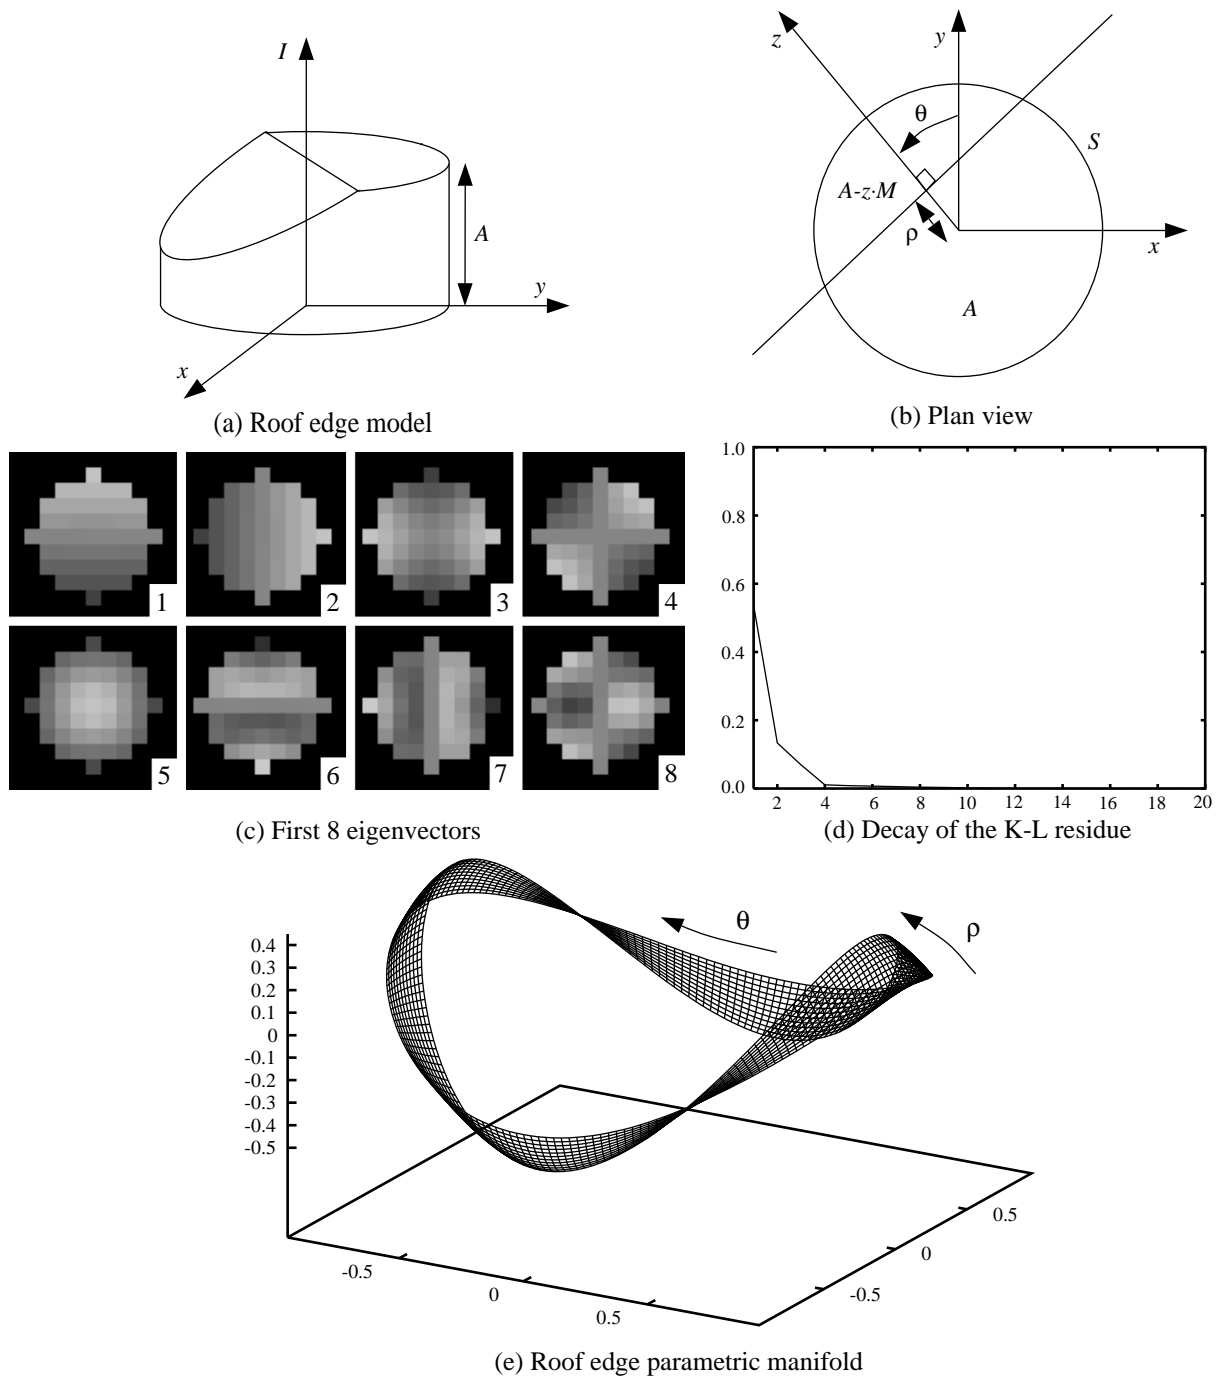 I
A
y
x
(a) Roof edge model
z
y
θ
S
A-z·M
ρ
x
A
(b) Plan view
1
2
3
4
5
6
7
8
(c) First 8 eigenvectors
1.0
0.8
0.6
0.4
0.2
0.0
2 4 6 8 10 12 14 16 18 20
(d) Decay of the K-L residue
θ
ρ
0.4
0.3
0.2
0.1
0
-0.1
-0.2
-0.3
-0.4
-0.5
-0.5
0
0.5
-0.5
0
0.5
(e) Roof edge parametric manifold